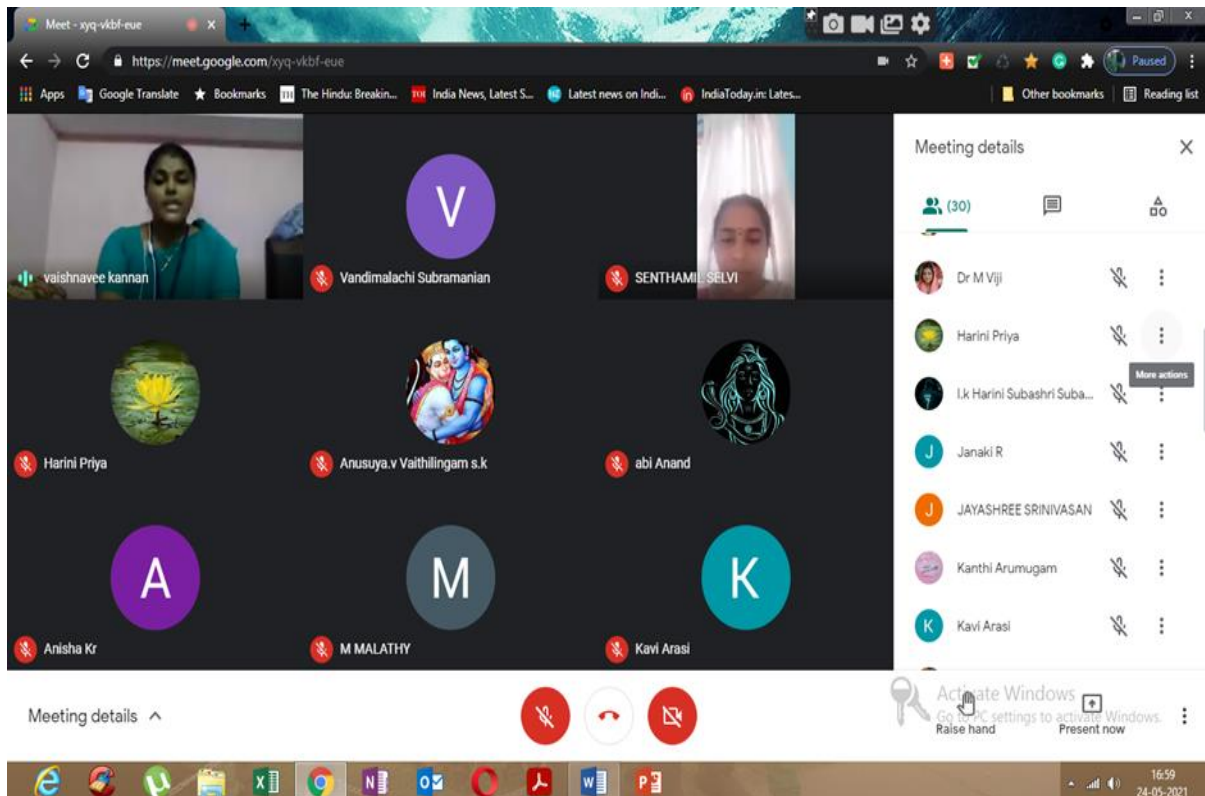 Meet - xyq-vkbf-eue
https://meet.google.com/xyq-vkbf-eue
Paused
Apps Google Translate Bookmarks The Hindu: Breakin... India News, Latest S... Latest news on Indi... IndiaToday.in: Lates... Other bookmarks Reading list
vaishnavee kannan
V
Vandimalachi Subramanian
SENTHAMIL SELVI
Harini Priya
Anusuya.v Vaithilingam s.k
abi Anand
A
Anisha Kr
M
M MALATHY
K
Kavi Arasi
Meeting details
(30)
Dr M Viji
Harini Priya
More actions
I.k Harini Subashri Suba...
J Janaki R
J JAYASHREE SRINIVASAN
Kanthi Arumugam
K Kavi Arasi
Activate Windows
Go to PC settings to activate Windows.
Meeting details
Raise hand
Present now
16:59
24-05-2021